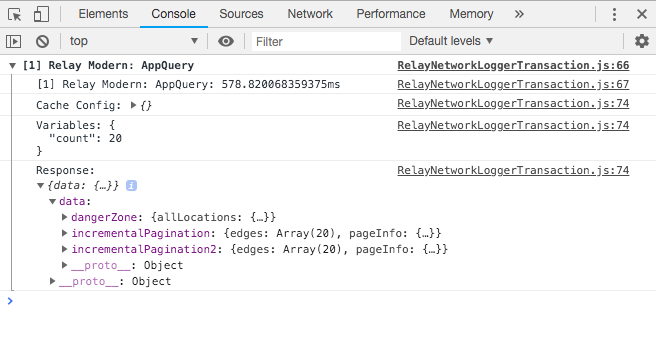 Elements Console Sources Network Performance Memory »
top Filter Default levels
[1] Relay Modern: AppQuery RelayNetworkLoggerTransaction.js:66
[1] Relay Modern: AppQuery: 578.820068359375ms RelayNetworkLoggerTransaction.js:67
Cache Config: {} RelayNetworkLoggerTransaction.js:74
Variables: { RelayNetworkLoggerTransaction.js:74
"count": 20
}
Response: RelayNetworkLoggerTransaction.js:74
{data: {…}} i
data:
dangerZone: {allLocations: {…}}
incrementalPagination: {edges: Array(20), pageInfo: {…}}
incrementalPagination2: {edges: Array(20), pageInfo: {…}}
__proto__: Object
__proto__: Object